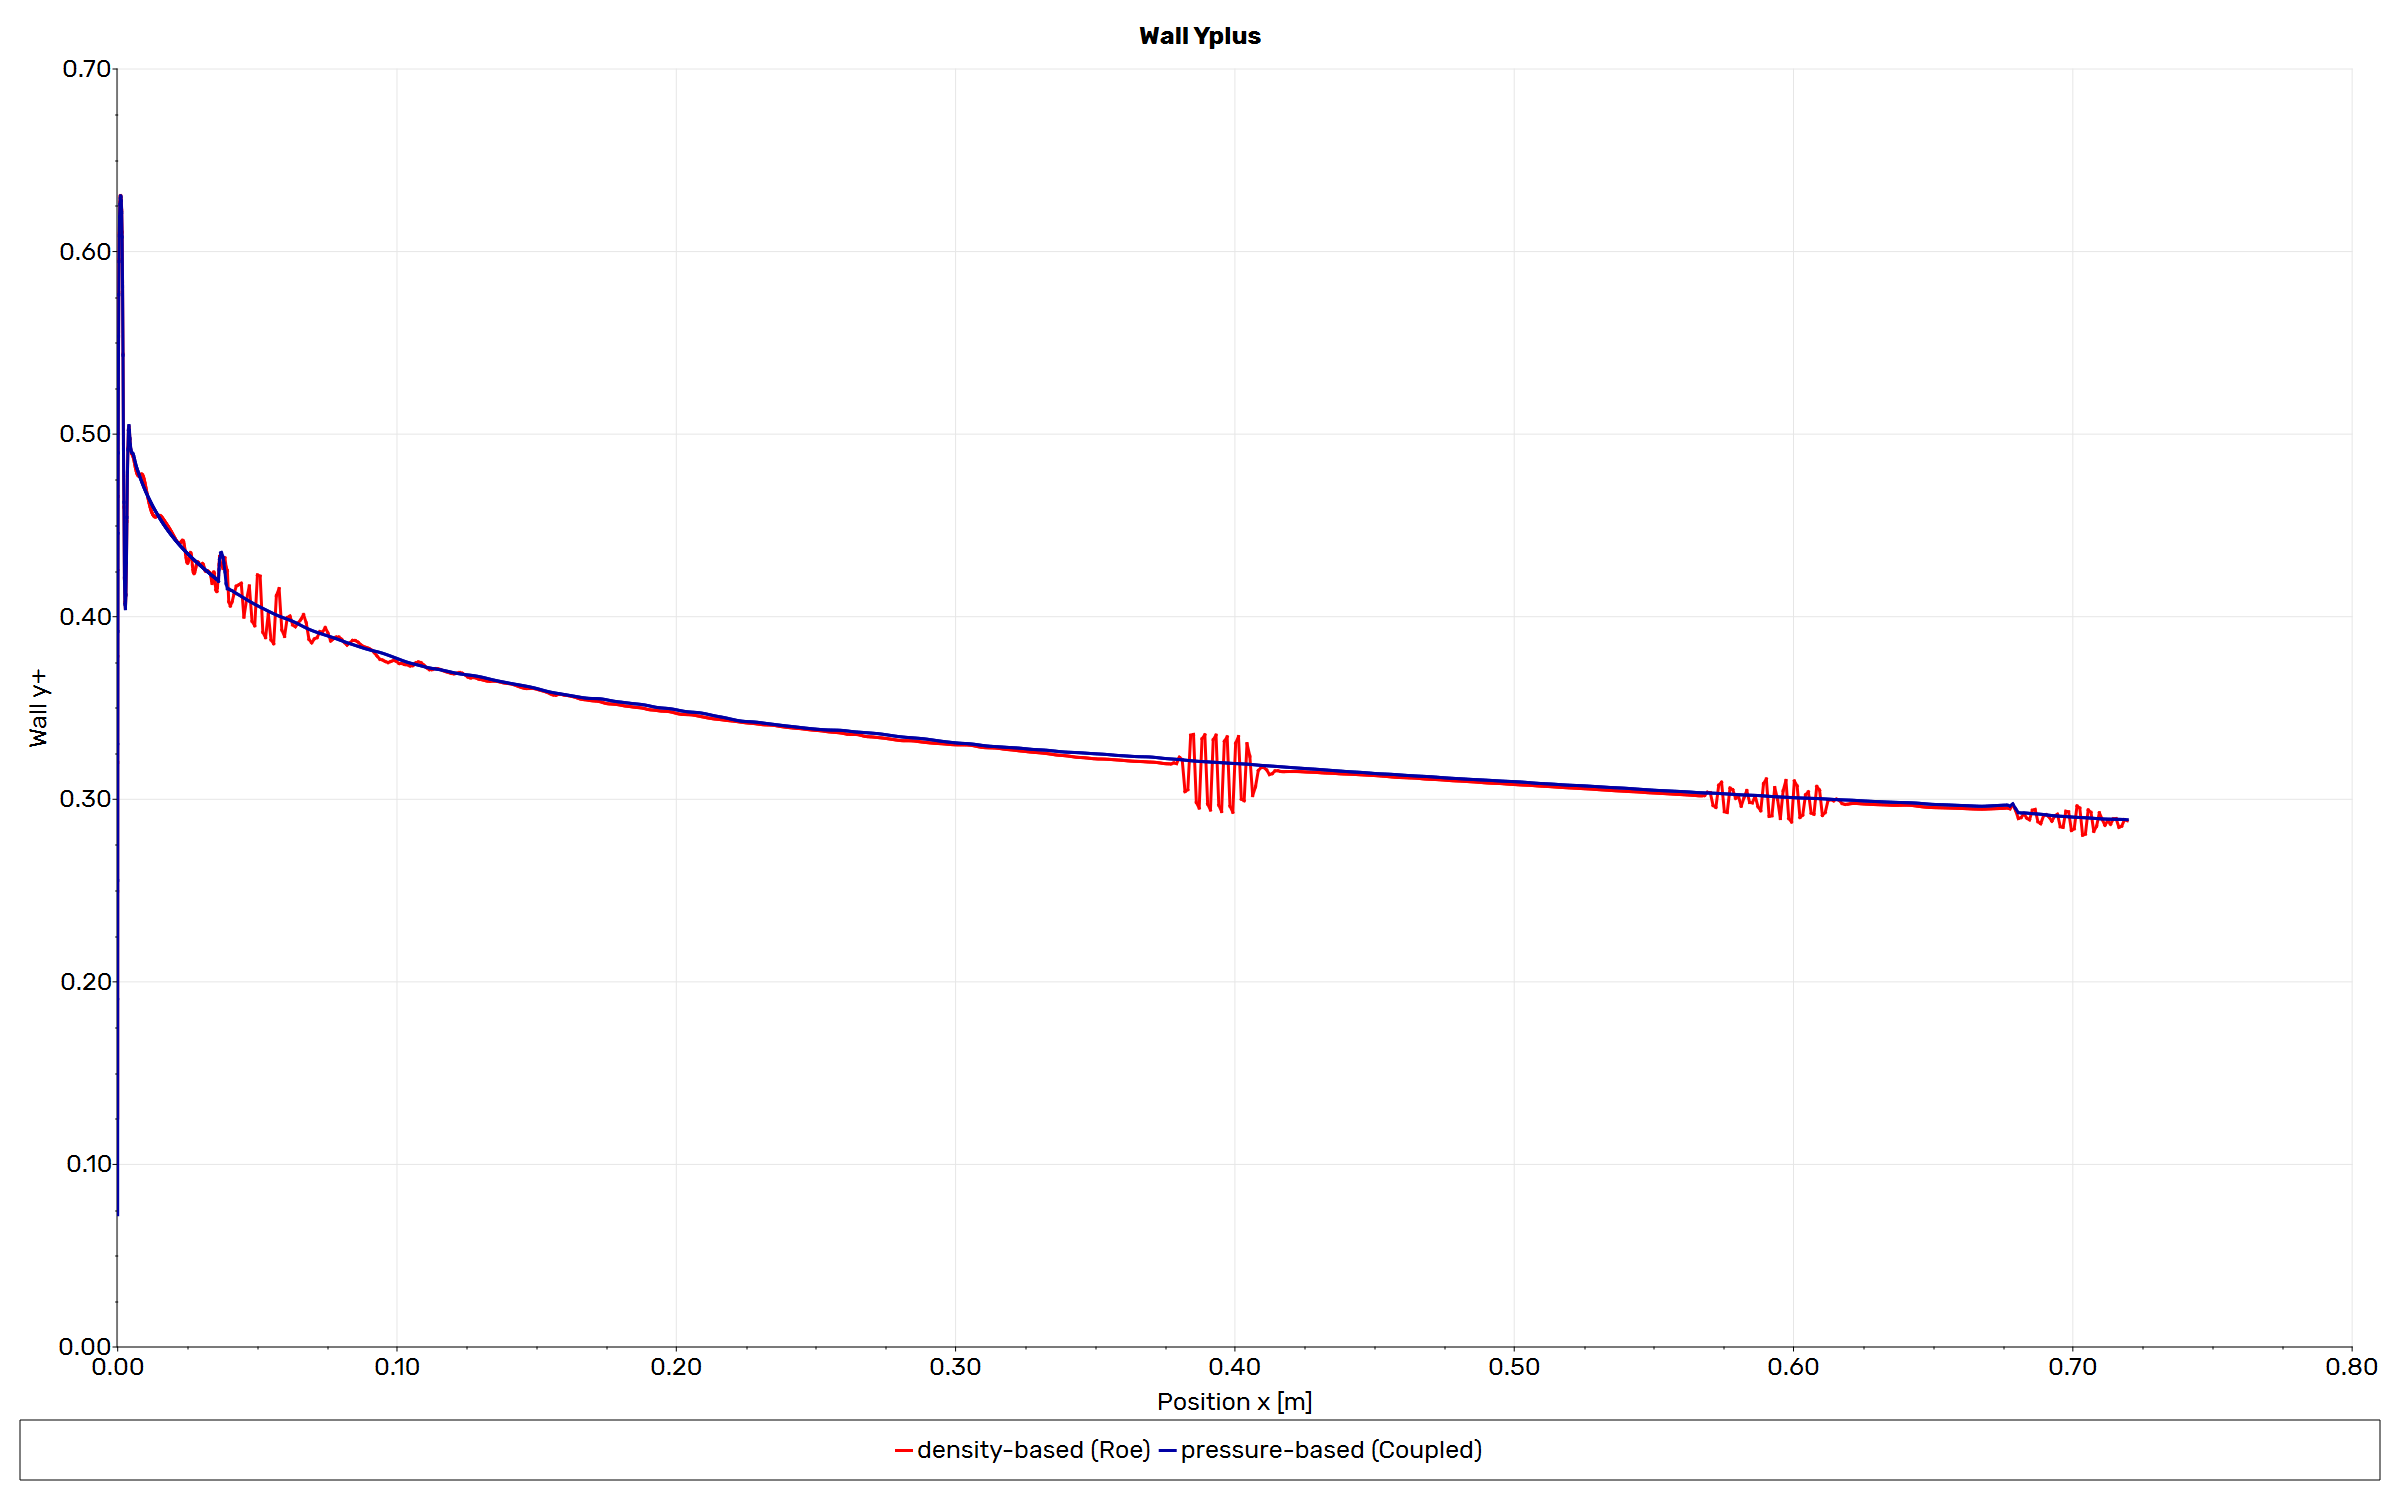 Wall Yplus
0.70
0.60
0.50
0.40
0.30
0.20
0.10
0.00
Wall y+
0.00 0.10 0.20 0.30 0.40 0.50 0.60 0.70 0.80
Position x [m]
density-based (Roe) pressure-based (Coupled)